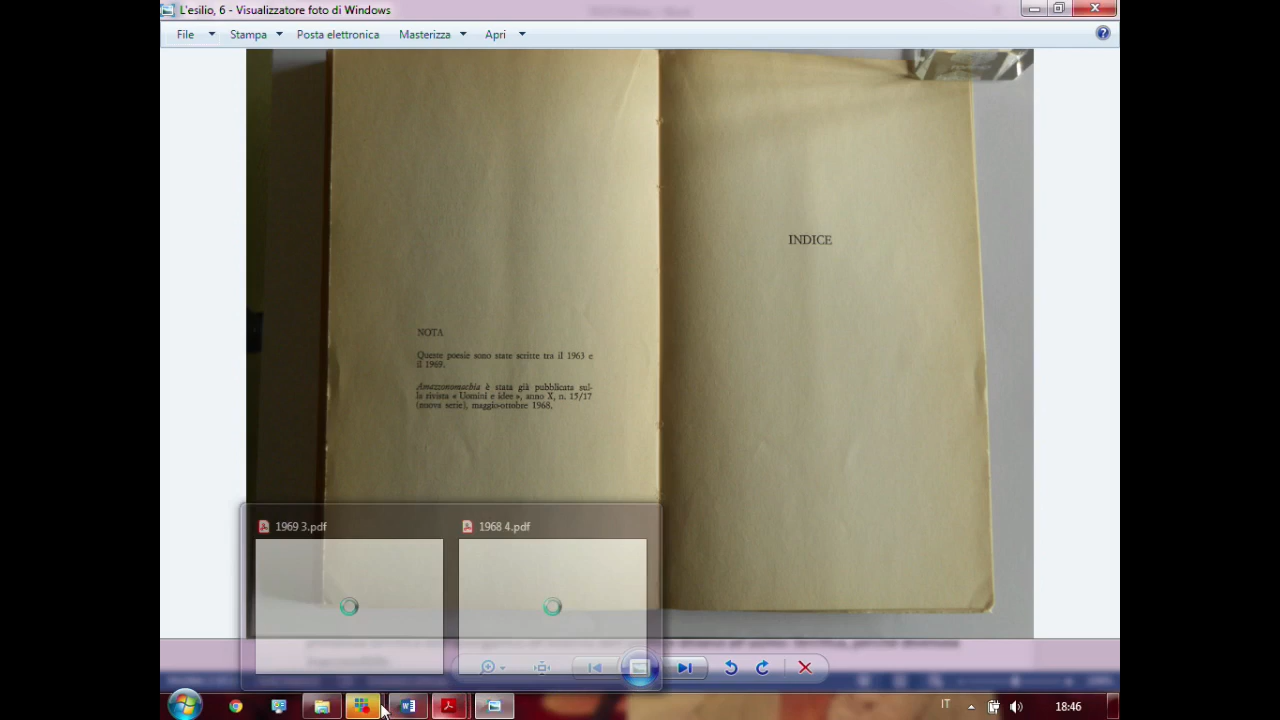 L'esilio, 6 - Visualizzatore foto di Windows
File Stampa Posta elettronica Masterizza Apri
INDICE
NOTA
Queste poesie sono state scritte tra il 1963 e
il 1969.
Amazzonomachia è stata già pubblicata sul-
la rivista « Uomini e idee », anno X, n. 15/17
(nuova serie), maggio-ottobre 1968.
1969 3.pdf 1968 4.pdf
IT 18:46